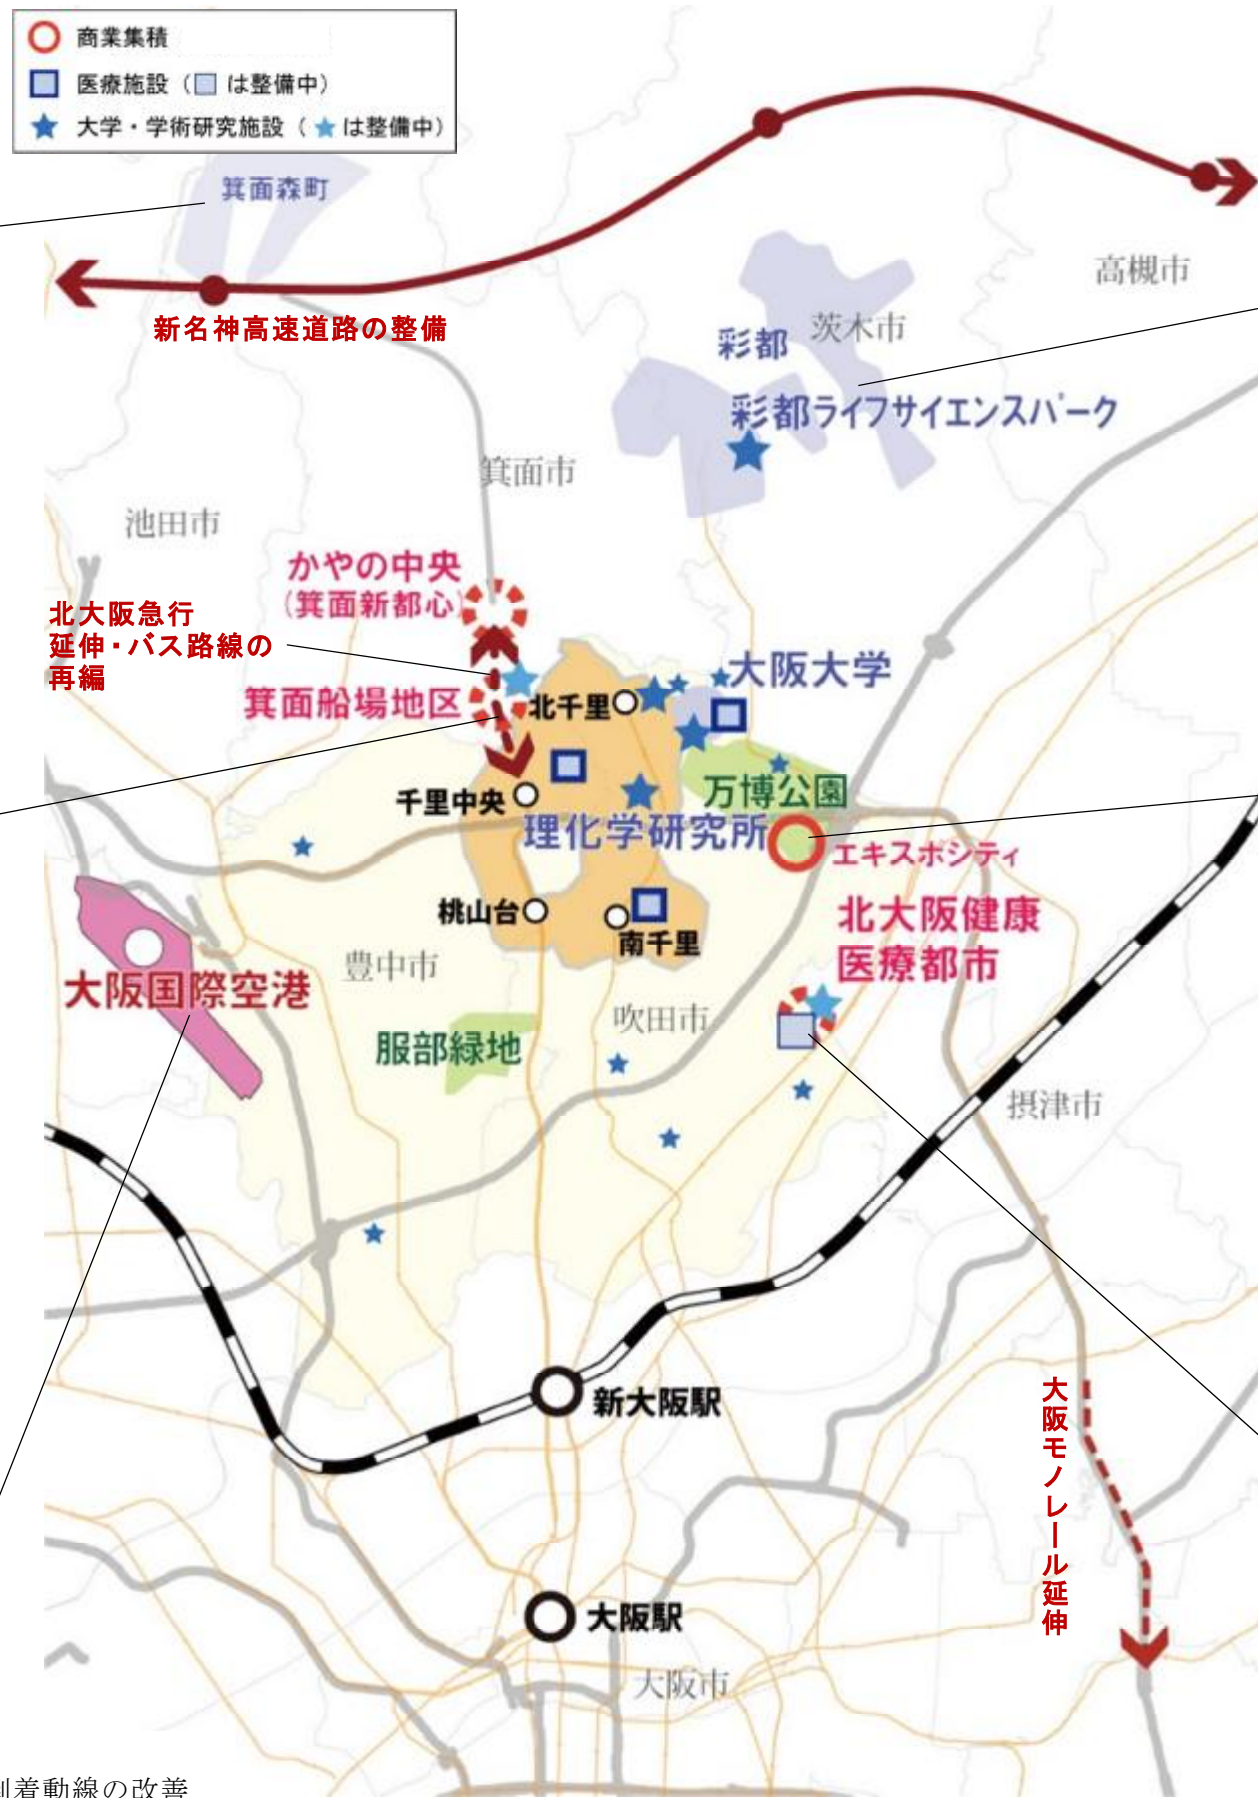 商業集積
医療施設（ は整備中）
大学・学術研究施設（ ★ は整備中）
箕面森町
高槻市
新名神高速道路の整備
彩都
茨木市
彩都ライフサイエンスパーク
箕面市
池田市
かやの中央
（箕面新都心）
北大阪急行
延伸・バス路線の
再編
箕面船場地区
北千里
大阪大学
千里中央
万博公園
理化学研究所
エキスポシティ
桃山台
南千里
北大阪健康
医療都市
豊中市
大阪国際空港
吹田市
服部緑地
摂津市
新大阪駅
大阪モノレール延伸
大阪駅
大阪市
到着動線の改善